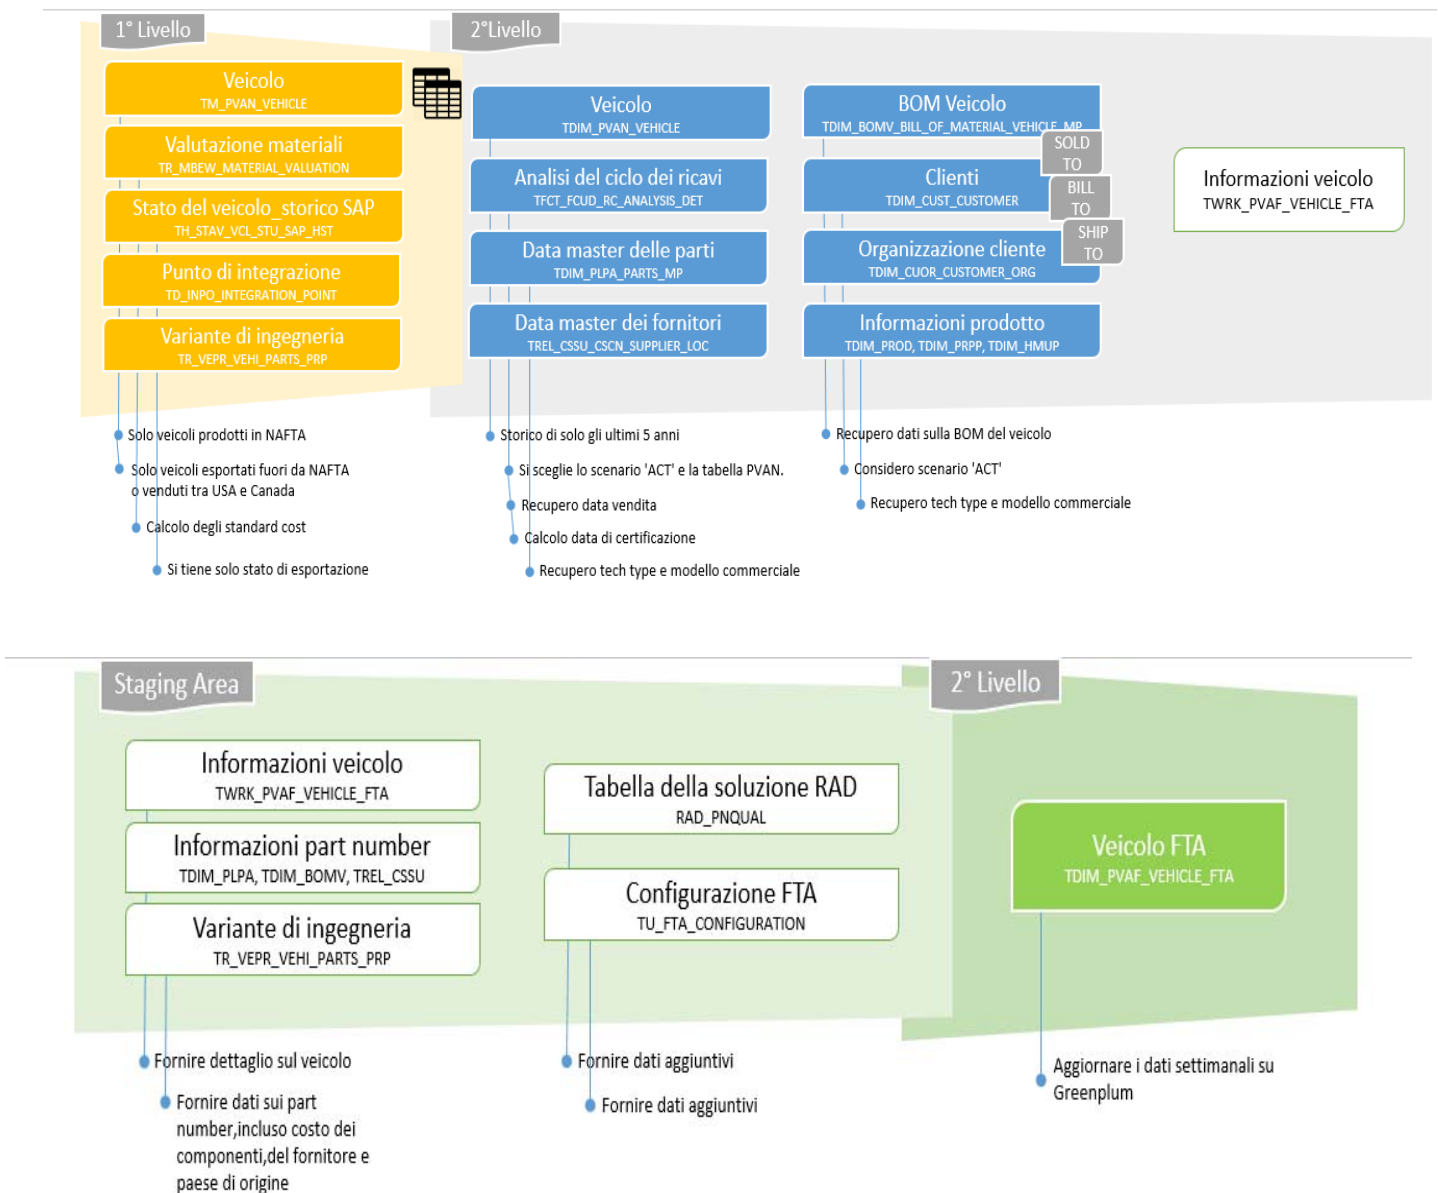 1° Livello
Veicolo
TM_PVAN_VEHICLE
Valutazione materiali
TR_MBEW_MATERIAL_VALUATION
Stato del veicolo_storico SAP
TH_STAV_VCL_STU_SAP_HST
Punto di integrazione
TD_INPO_INTEGRATION_POINT
Variante di ingegneria
TR_VEPR_VEHI_PARTS_PRP
Solo veicoli prodotti in NAFTA
Solo veicoli esportati fuori da NAFTA
o venduti tra USA e Canada
Calcolo degli standard cost
Si tiene solo stato di esportazione
2°Livello
Veicolo
TDIM_PVAN_VEHICLE
Analisi del ciclo dei ricavi
TFCT_FCUD_RC_ANALYSIS_DET
Data master delle parti
TDIM_PLPA_PARTS_MP
Data master dei fornitori
TREL_CSSU_CSCN_SUPPLIER_LOC
Storico di solo gli ultimi 5 anni
Si sceglie lo scenario 'ACT' e la tabella PVAN.
Recupero data vendita
Calcolo data di certificazione
Recupero tech type e modello commerciale
BOM Veicolo
TDIM_BOMV_BILL_OF_MATERIAL_VEHICLE_MP
SOLD
TO
Clienti
TDIM_CUST_CUSTOMER
BILL
TO
Organizzazione cliente
TDIM_CUOR_CUSTOMER_ORG
SHIP
TO
Informazioni prodotto
TDIM_PROD, TDIM_PRPP, TDIM_HMUP
Recupero dati sulla BOM del veicolo
Considero scenario 'ACT'
Recupero tech type e modello commerciale
Informazioni veicolo
TWRK_PVAF_VEHICLE_FTA
Staging Area
Informazioni veicolo
TWRK_PVAF_VEHICLE_FTA
Informazioni part number
TDIM_PLPA, TDIM_BOMV, TREL_CSSU
Variante di ingegneria
TR_VEPR_VEHI_PARTS_PRP
Fornire dettaglio sul veicolo
Fornire dati sui part
number,incluso costo dei
componenti,del fornitore e
paese di origine
Tabella della soluzione RAD
RAD_PNQUAL
Configurazione FTA
TU_FTA_CONFIGURATION
Fornire dati aggiuntivi
Fornire dati aggiuntivi
2° Livello
Veicolo FTA
TDIM_PVAF_VEHICLE_FTA
Aggiornare i dati settimanali su
Greenplum